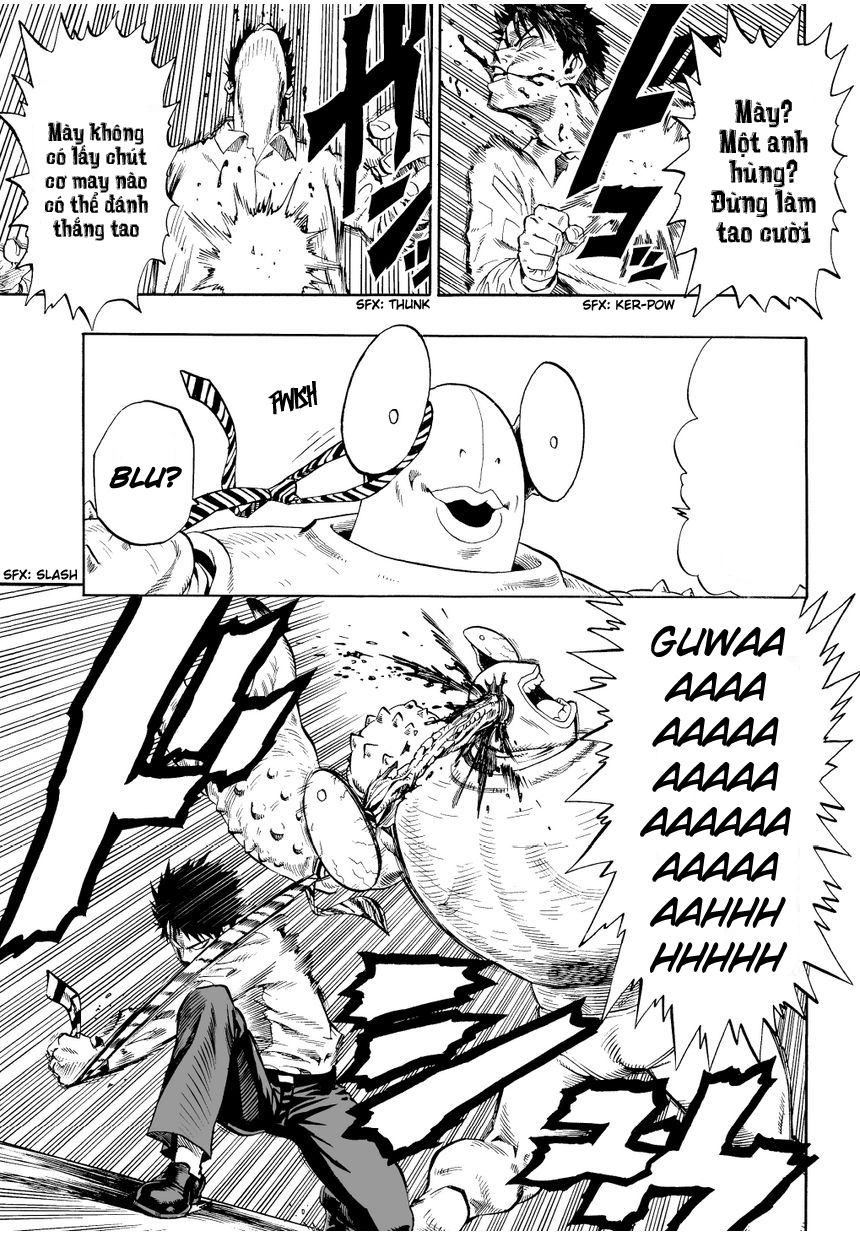 Mày?
Một anh
hùng?
Đừng làm
tao cười
SFX: KER-POW
Mày không
có lấy chút
cơ may nào
có thể đánh
thắng tao
SFX: THUNK
FWISH
BLU?
SFX: SLASH
GUWAA
AAAA
AAAAA
AAAAA
AAAAAA
AAAAA
AAHHH
HHHHH